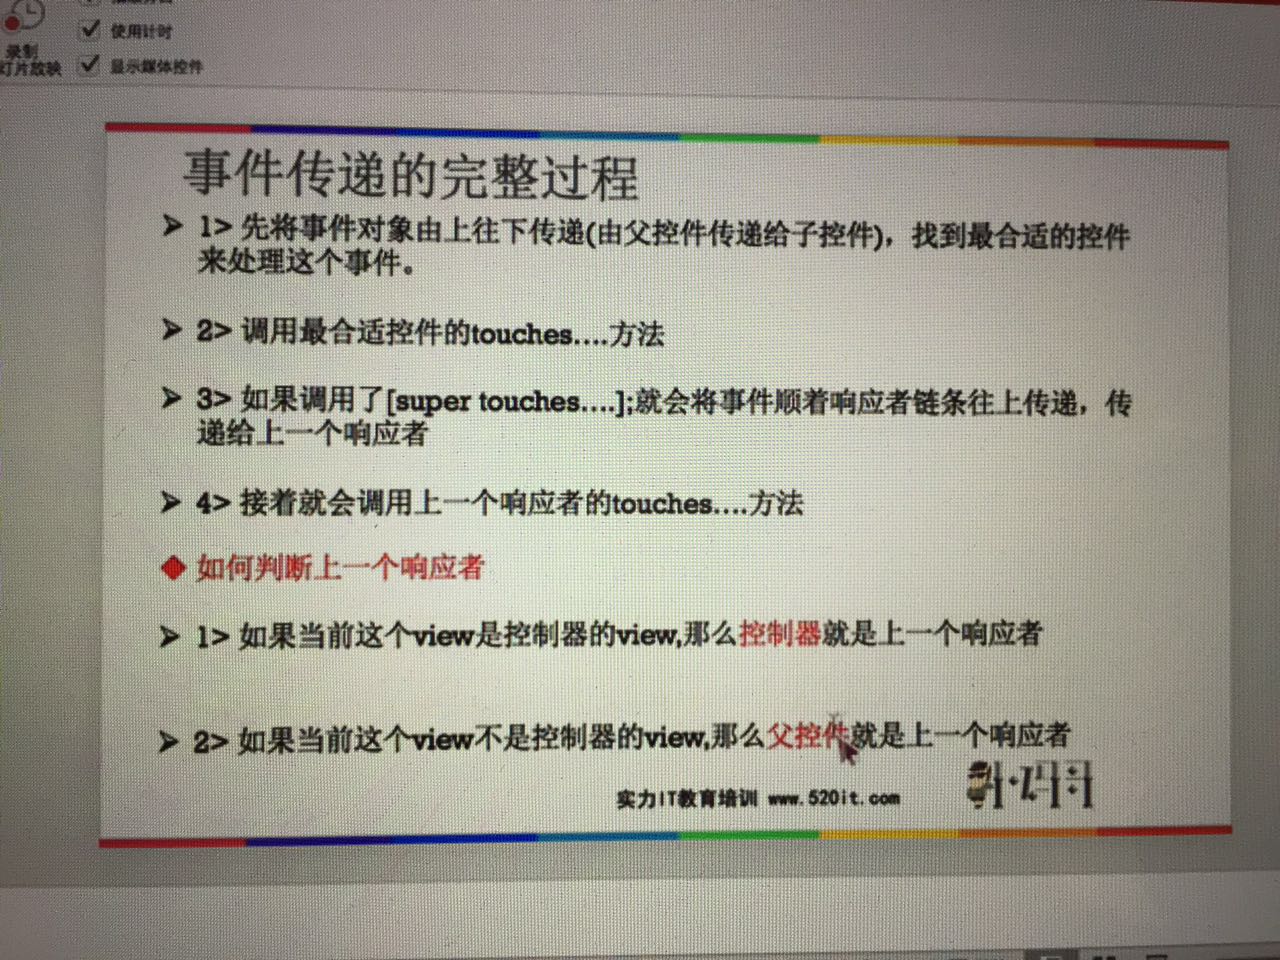 使用计时
录制
灯片放映
显示媒体控件
事件传递的完整过程
1> 先将事件对象由上往下传递(由父控件传递给子控件)，找到最合适的控件
来处理这个事件。
2> 调用最合适控件的touches....方法
3> 如果调用了[super touches....];就会将事件顺着响应者链条往上传递，传
递给上一个响应者
4> 接着就会调用上一个响应者的touches....方法
如何判断上一个响应者
1> 如果当前这个view是控制器的view,那么控制器就是上一个响应者
2> 如果当前这个view不是控制器的view,那么父控件就是上一个响应者
实力IT教育培训 www.520it.com